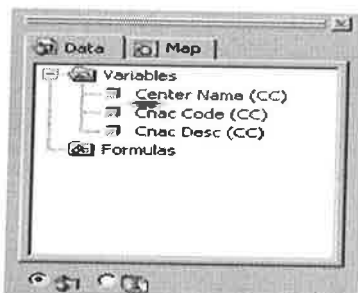 Data Map
Variables
Center Name (CC)
Cnac Code (CC)
Cnac Desc (CC)
Formulas